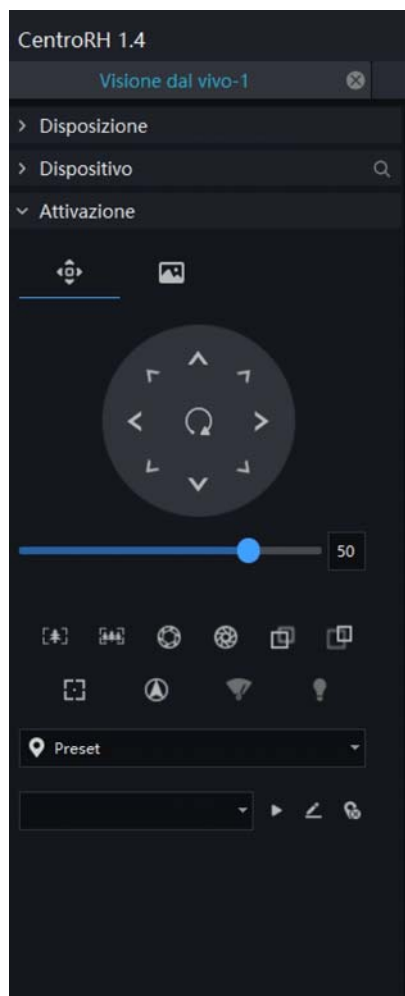 CentroRH 1.4
Visione dal vivo-1
Disposizione
Dispositivo
Attivazione
50
Preset